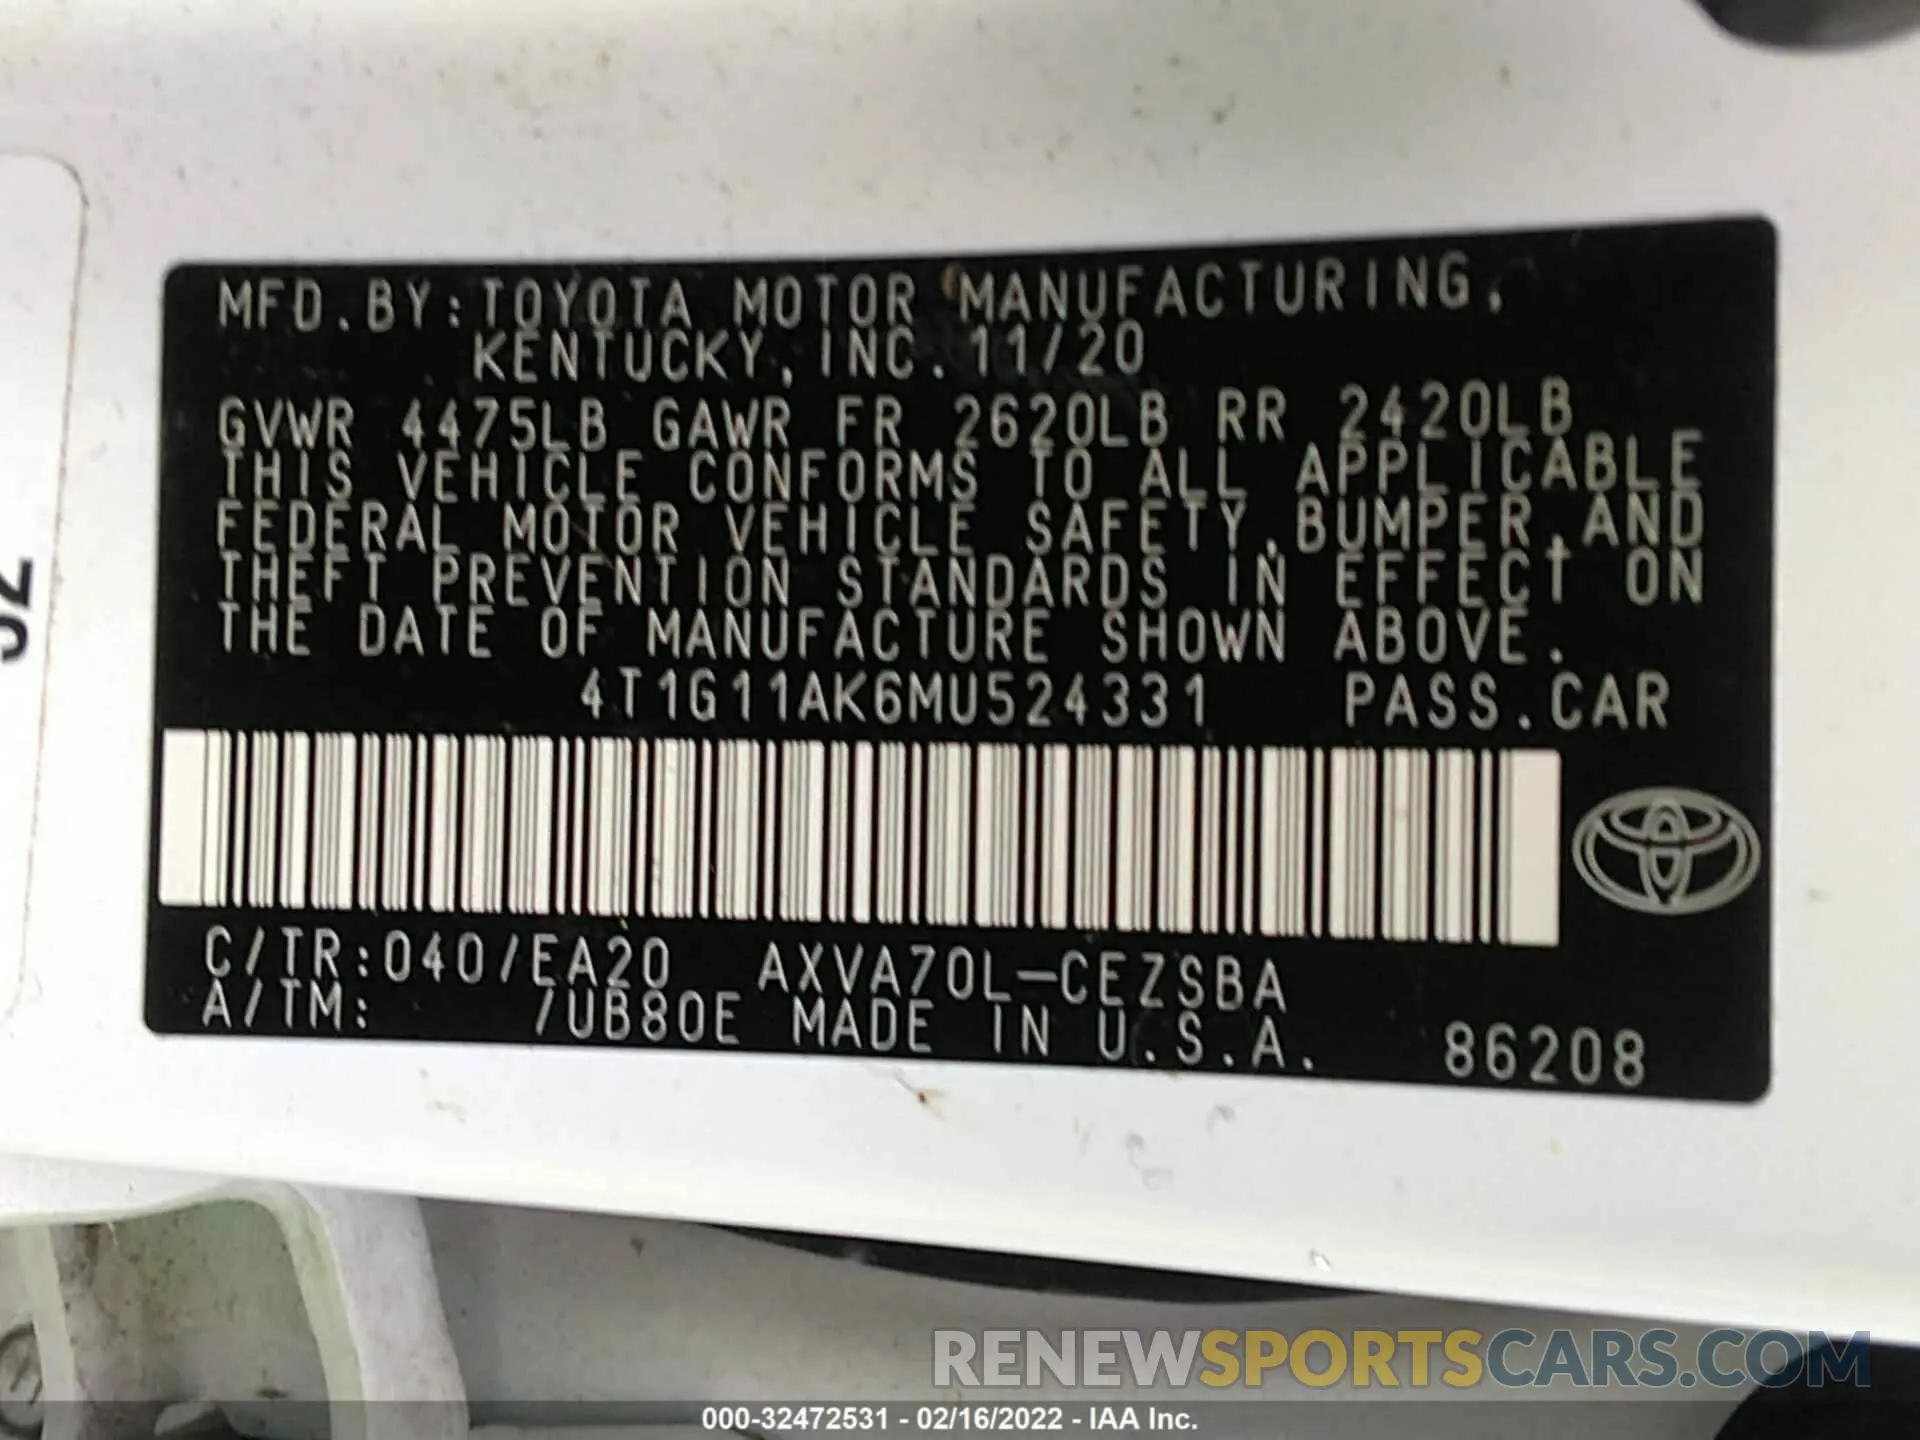 MFD.BY:TOYOTA MOTOR MANUFACTURING,
KENTUCKY, INC. 11/20
GVWR 4475LB GAWR FR 2620LB RR 2420LB
THIS VEHICLE CONFORMS TO ALL APPLICABLE
FEDERAL MOTOR VEHICLE SAFETY,BUMPER,AND
THEFT PREVENTION STANDARDS IN EFFECT ON
THE DATE OF MANUFACTURE SHOWN ABOVE.
4T1G11AK6MU524331 PASS.CAR
C/TR:040/EA20 AXVA70L-CEZSBA
A/TM: /UB80E MADE IN U.S.A. 86208
RENEWSPORTSCARS.COM
000-32472531 - 02/16/2022 - IAA Inc.